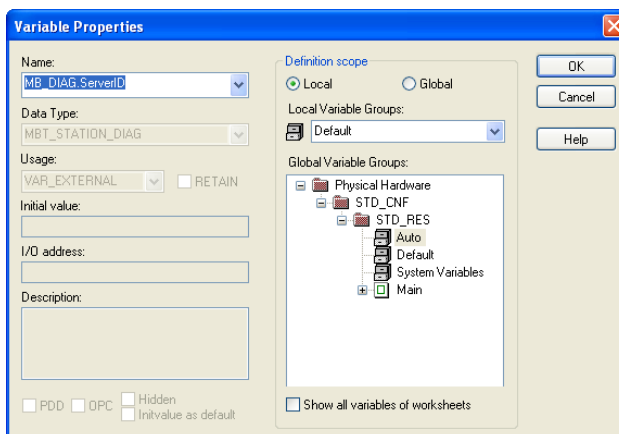 Variable Properties
Name:
MB_DIAG.ServerID
Data Type:
MBT_STATION_DIAG
Usage:
VAR_EXTERNAL
RETAIN
Initial value:
I/O address:
Description:
PDD
OPC
Hidden
Initvalue as default
Definition scope
Local
Global
Local Variable Groups:
Default
Global Variable Groups:
Physical Hardware
STD_CNF
STD_RES
Auto
Default
System Variables
Main
Show all variables of worksheets
OK
Cancel
Help